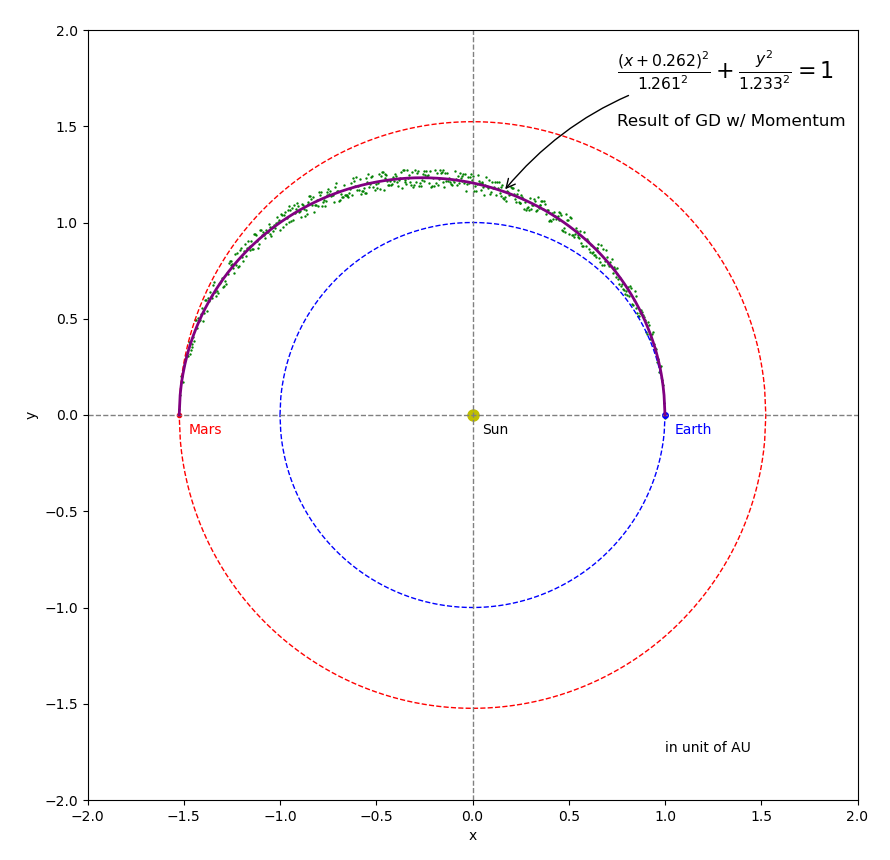 2.0
(x + 0.262)²/1.261² + y²/1.233² = 1
Result of GD w/ Momentum
1.5
1.0
0.5
0.0
Mars
Sun
Earth
−0.5
−1.0
−1.5
in unit of AU
−2.0
−2.0 −1.5 −1.0 −0.5 0.0 0.5 1.0 1.5 2.0
x
y